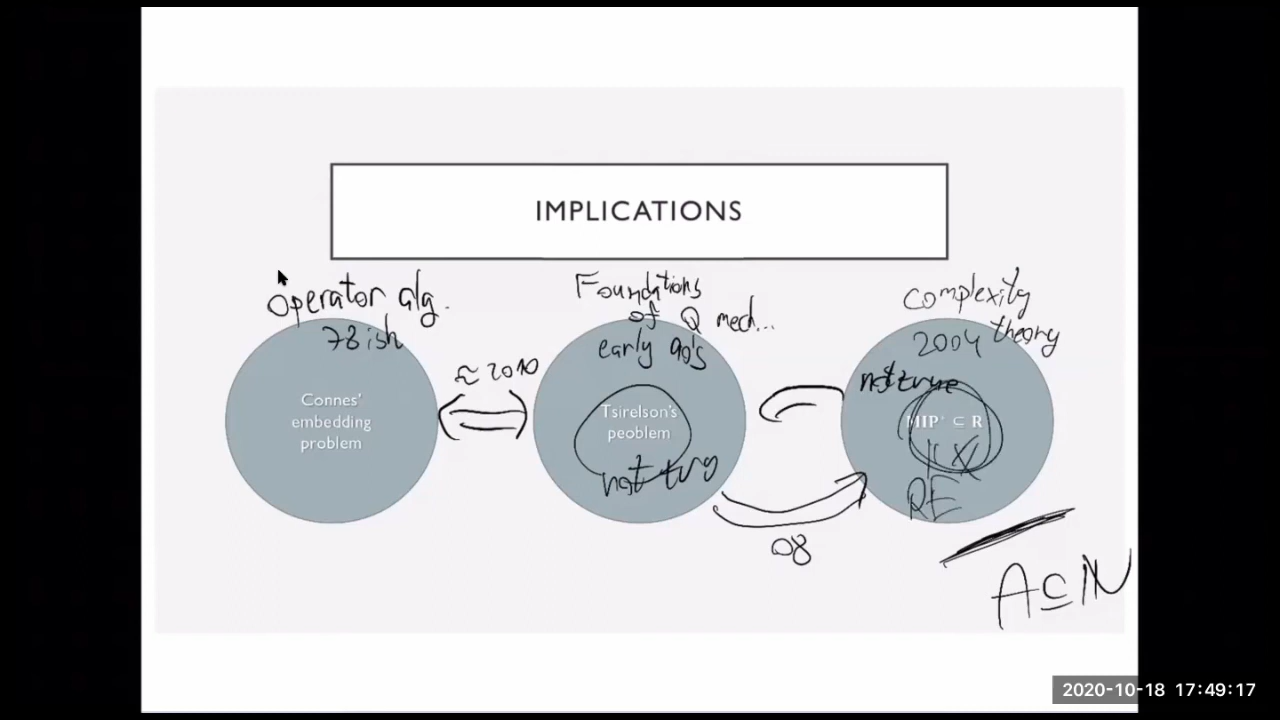 IMPLICATIONS
Operator alg.
78ish
Connes'
embedding
problem
≈ 2010
Foundations
of Q mech...
early 90's
Tsirelson's
peoblem
not true
08
Complexity
theory
2004
not true
MIP* ⊆ R
RE
A ⊆ ℕ
2020-10-18 17:49:17